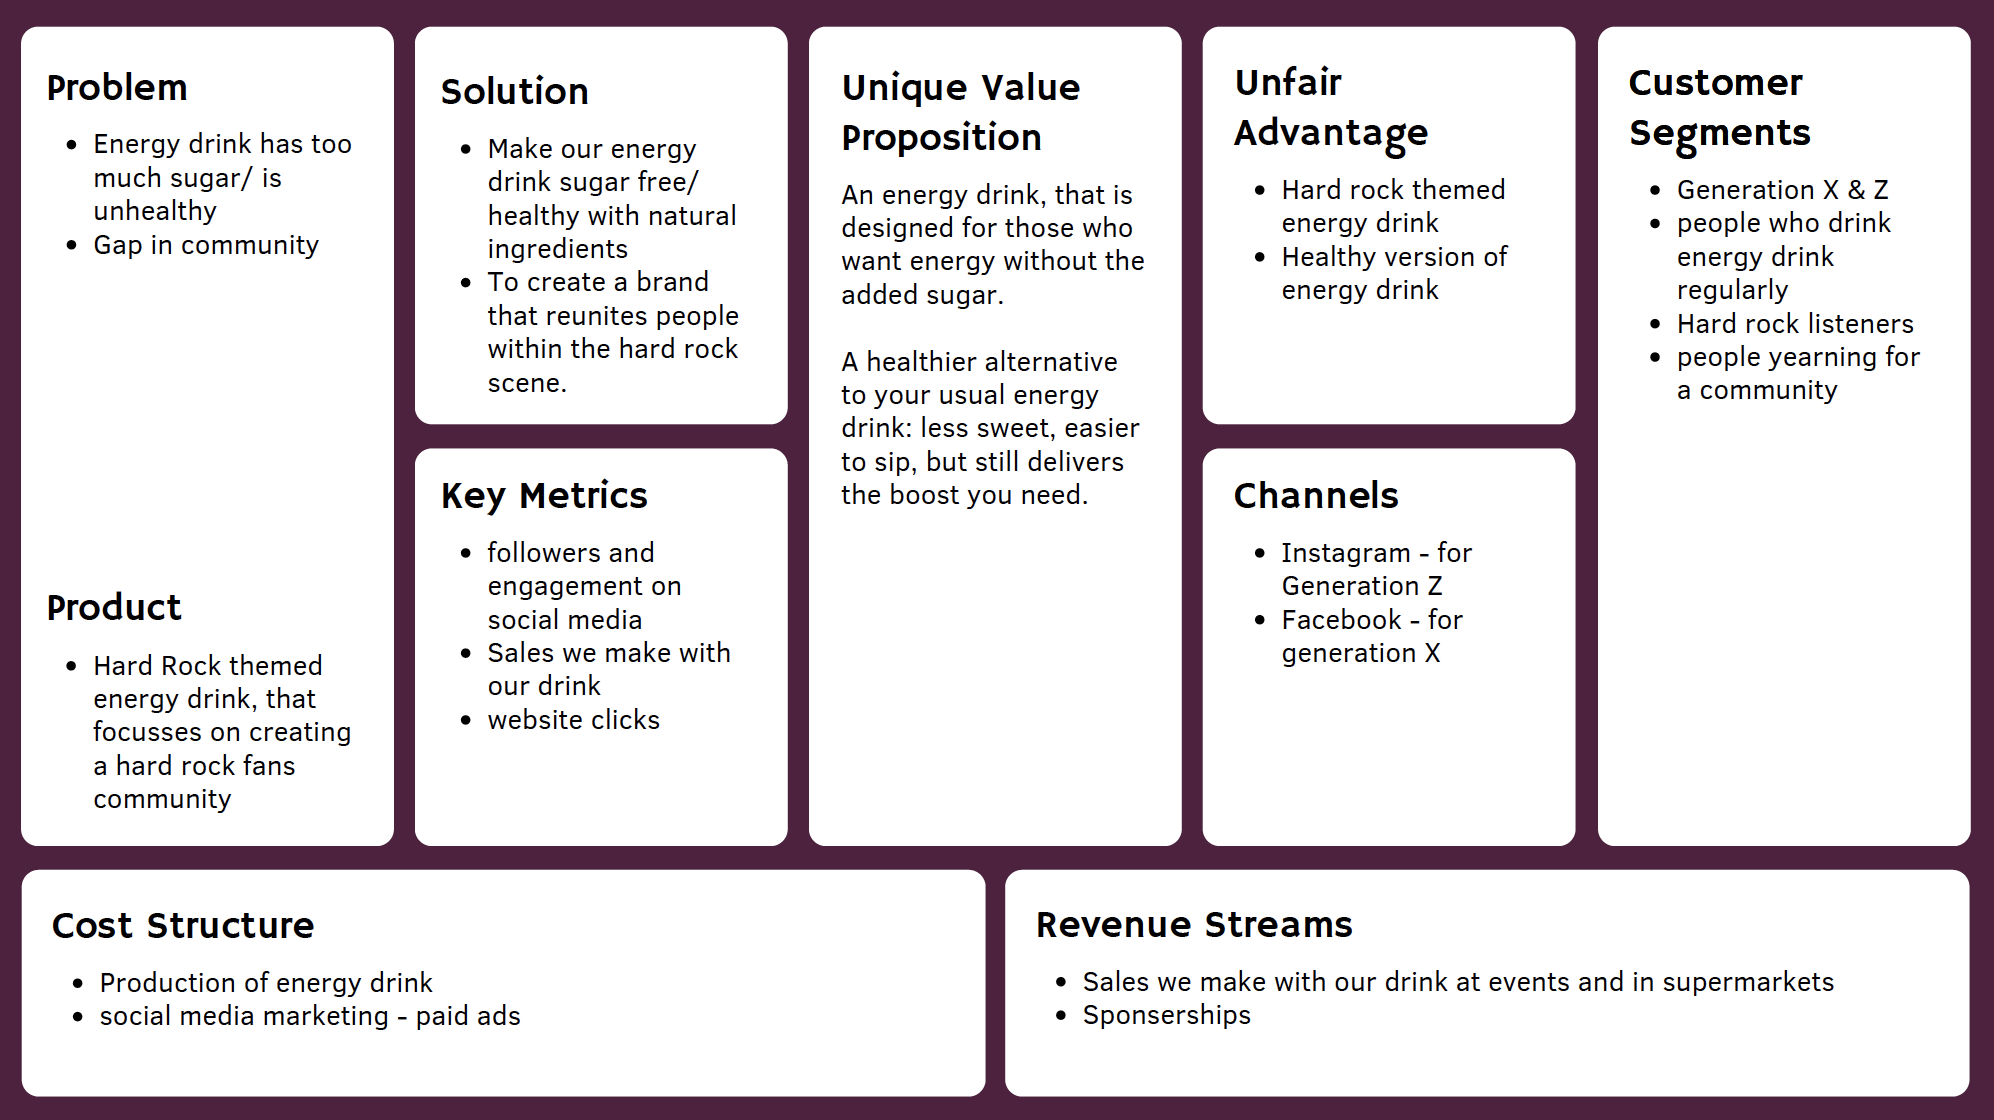 Problem
• Energy drink has too
much sugar/ is
unhealthy
• Gap in community
Product
• Hard Rock themed
energy drink, that
focusses on creating
a hard rock fans
community
Solution
• Make our energy
drink sugar free/
healthy with natural
ingredients
• To create a brand
that reunites people
within the hard rock
scene.
Key Metrics
• followers and
engagement on
social media
• Sales we make with
our drink
• website clicks
Unique Value
Proposition
An energy drink, that is
designed for those who
want energy without the
added sugar.
A healthier alternative
to your usual energy
drink: less sweet, easier
to sip, but still delivers
the boost you need.
Unfair
Advantage
• Hard rock themed
energy drink
• Healthy version of
energy drink
Channels
• Instagram - for
Generation Z
• Facebook - for
generation X
Customer
Segments
• Generation X & Z
• people who drink
energy drink
regularly
• Hard rock listeners
• people yearning for
a community
Cost Structure
• Production of energy drink
• social media marketing - paid ads
Revenue Streams
• Sales we make with our drink at events and in supermarkets
• Sponserships